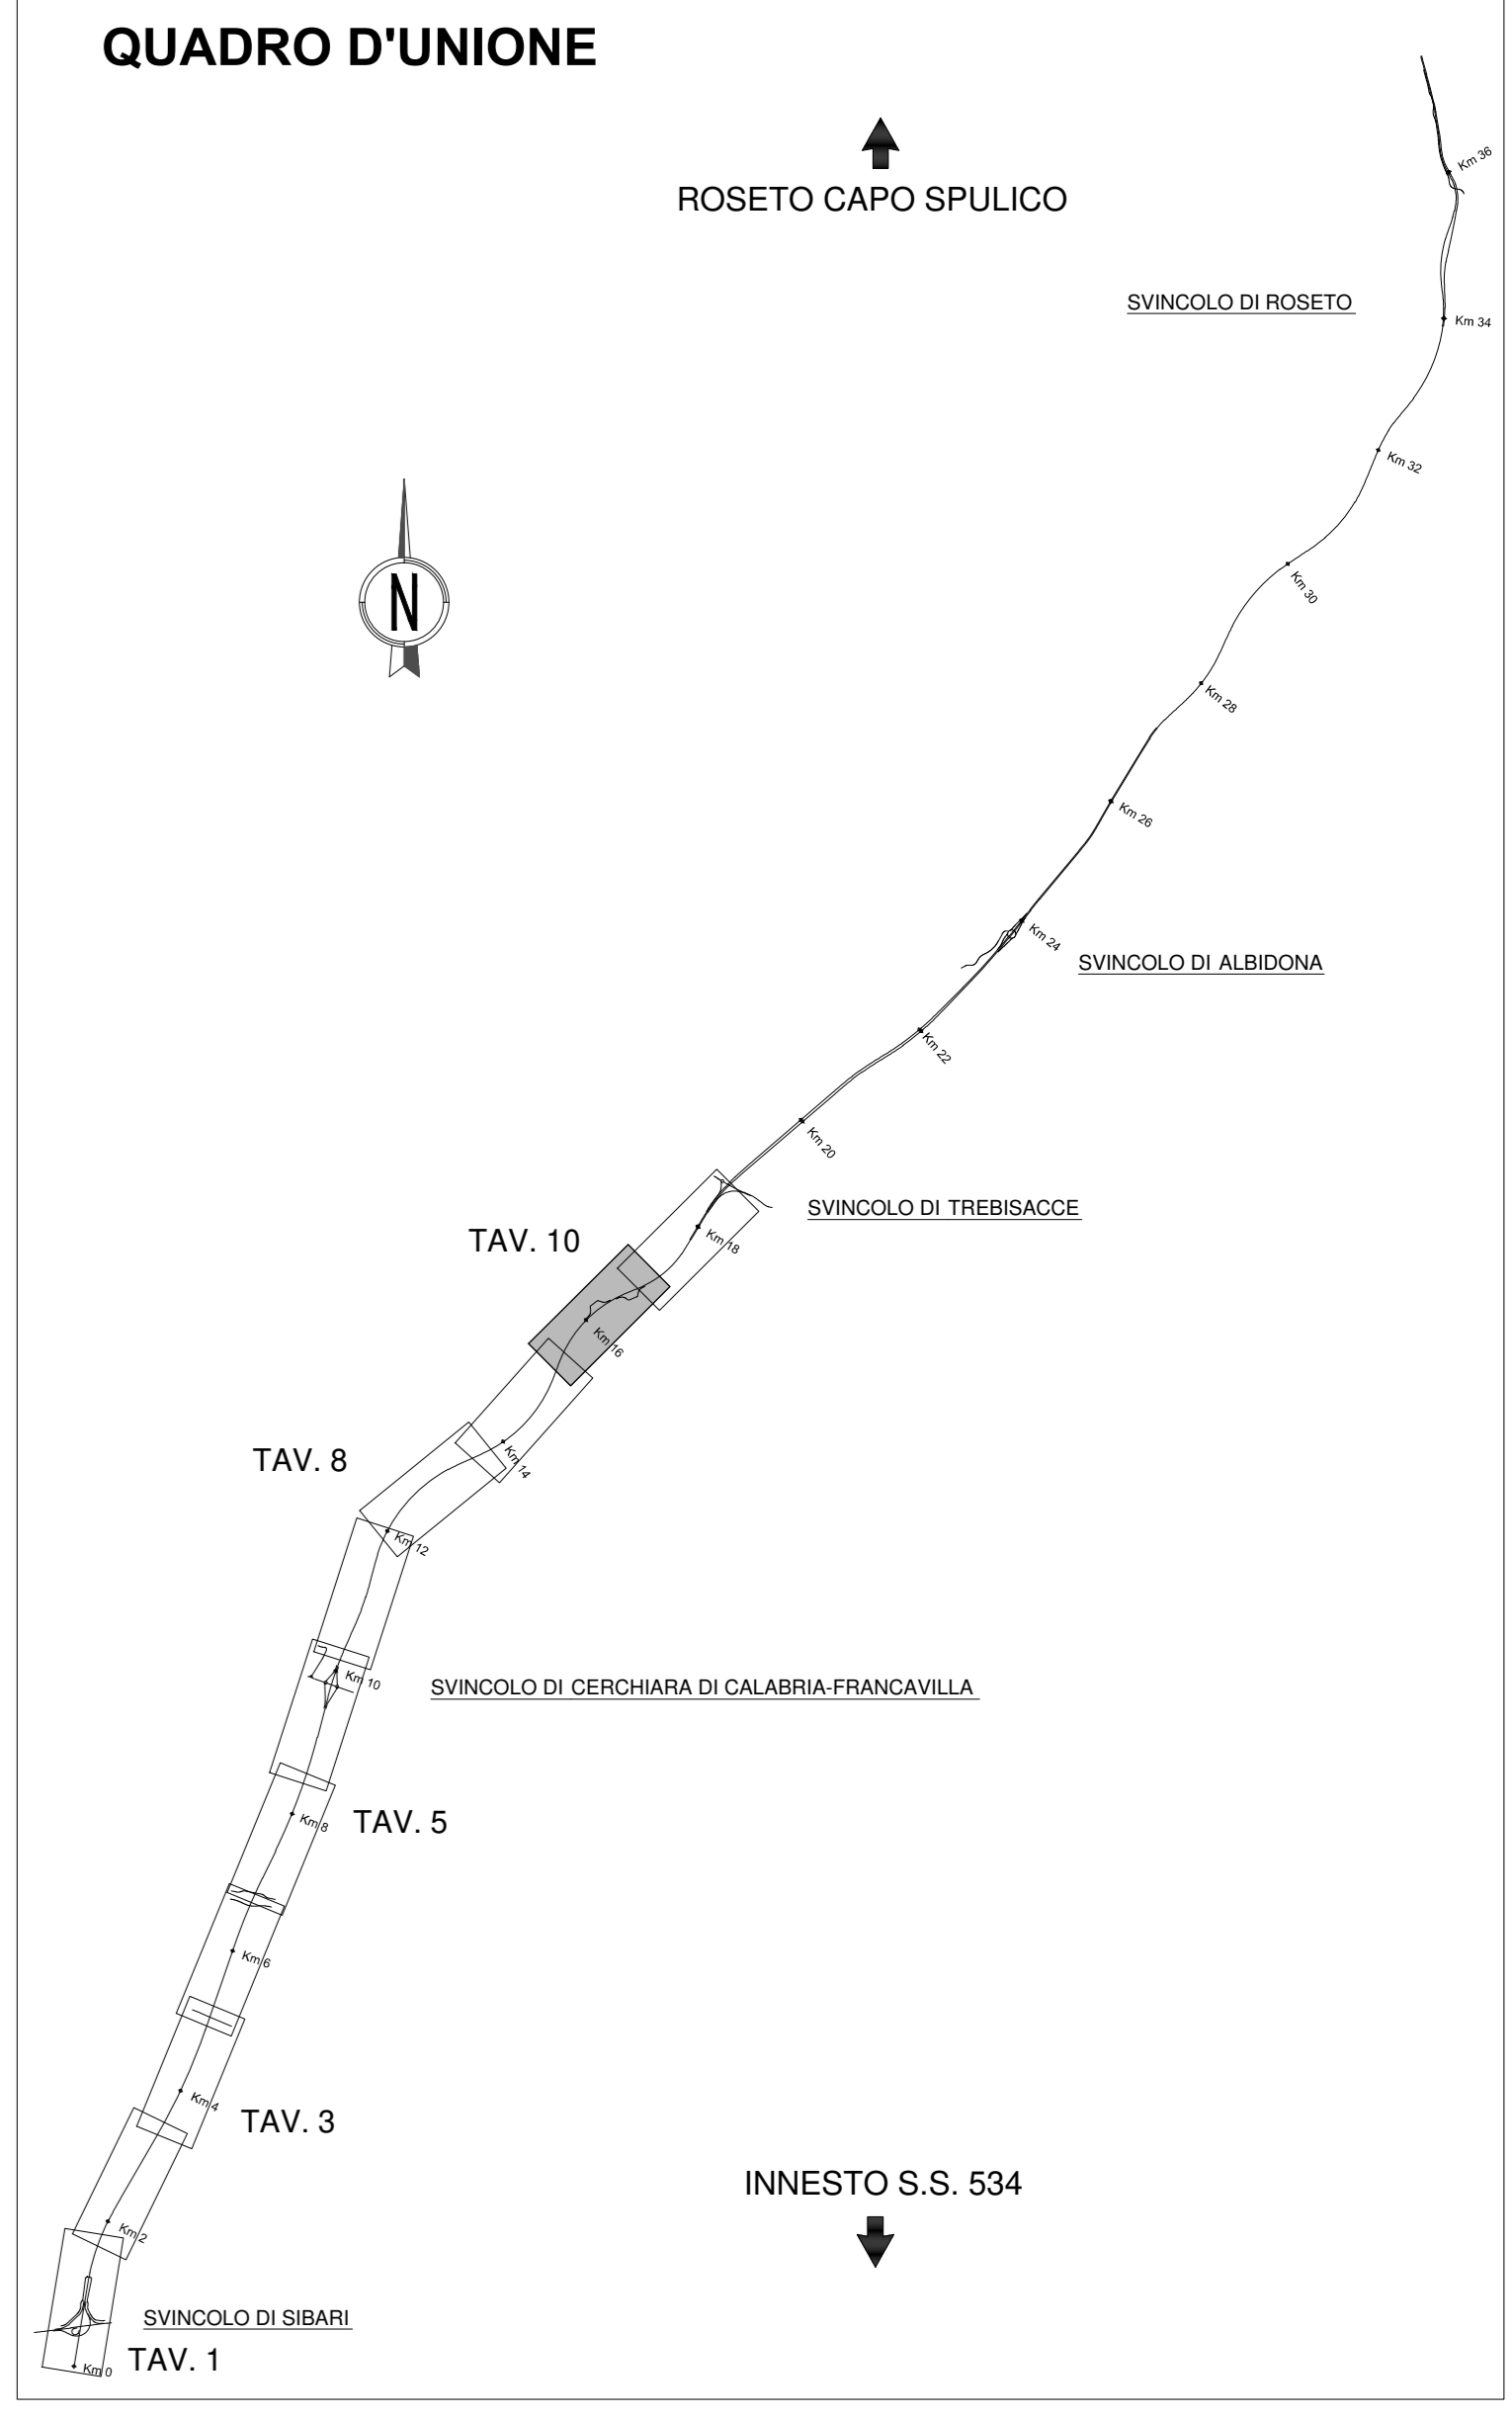 QUADRO D'UNIONE
Km 36
ROSETO CAPO SPULICO
SVINCOLO DI ROSETO
Km 34
Km 32
N
Km 30
Km 28
Km 26
Km 24
SVINCOLO DI ALBIDONA
Km 22
Km 20
SVINCOLO DI TREBISACCE
TAV. 10
Km 18
Km 16
TAV. 8
Km 14
Km 12
Km 10
SVINCOLO DI CERCHIARA DI CALABRIA-FRANCAVILLA
Km 8
TAV. 5
Km 6
Km 4
TAV. 3
INNESTO S.S. 534
Km 2
SVINCOLO DI SIBARI
TAV. 1
Km 0